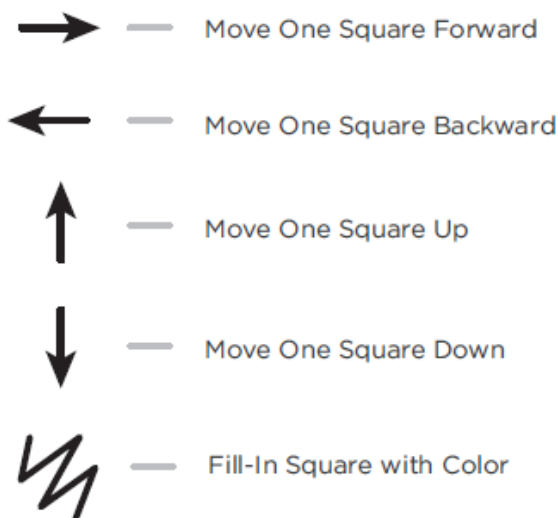 Move One Square Forward
Move One Square Backward
Move One Square Up
Move One Square Down
Fill-In Square with Color